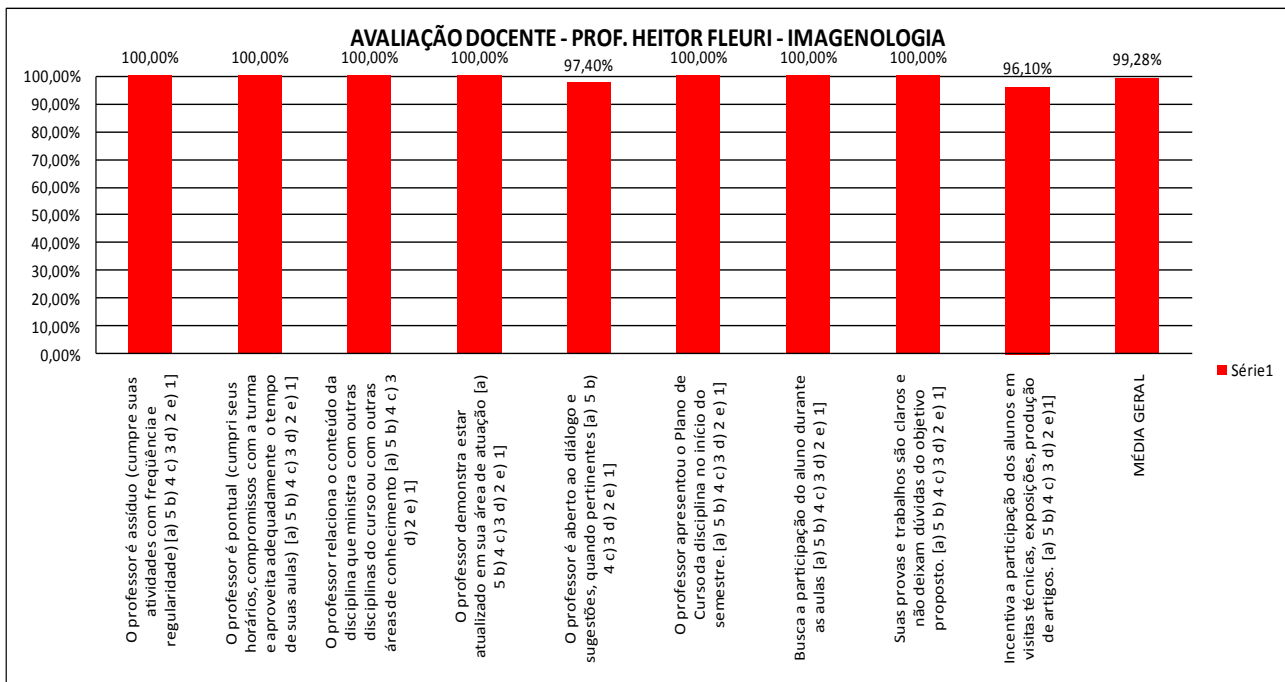 AVALIAÇÃO DOCENTE - PROF. HEITOR FLEURI - IMAGENOLOGIA
100,00%
100,00%
100,00%
100,00%
97,40%
100,00%
100,00%
100,00%
96,10%
99,28%
100,00%
90,00%
80,00%
70,00%
60,00%
50,00%
40,00%
30,00%
20,00%
10,00%
0,00%
O professor é assíduo (cumpre suas
atividades com freqüência e
regularidade) [a) 5 b) 4 c) 3 d) 2 e) 1]
O professor é pontual (cumpri seus
horários, compromissos com a turma
e aproveita adequadamente o tempo
de suas aulas) [a) 5 b) 4 c) 3 d) 2 e) 1]
O professor relaciona o conteúdo da
disciplina que ministra com outras
disciplinas do curso ou com outras
áreas de conhecimento [a) 5 b) 4 c) 3
d) 2 e) 1]
O professor demonstra estar
atualizado em sua área de atuação [a)
5 b) 4 c) 3 d) 2 e) 1]
O professor é aberto ao diálogo e
sugestões, quando pertinentes [a) 5 b)
4 c) 3 d) 2 e) 1]
O professor apresentou o Plano de
Curso da disciplina no início do
semestre. [a) 5 b) 4 c) 3 d) 2 e) 1]
Busca a participação do aluno durante
as aulas [a) 5 b) 4 c) 3 d) 2 e) 1]
Suas provas e trabalhos são claros e
não deixam dúvidas do objetivo
proposto. [a) 5 b) 4 c) 3 d) 2 e) 1]
Incentiva a participação dos alunos em
visitas técnicas, exposições, produção
de artigos. [a) 5 b) 4 c) 3 d) 2 e) 1]
MÉDIA GERAL
Série1